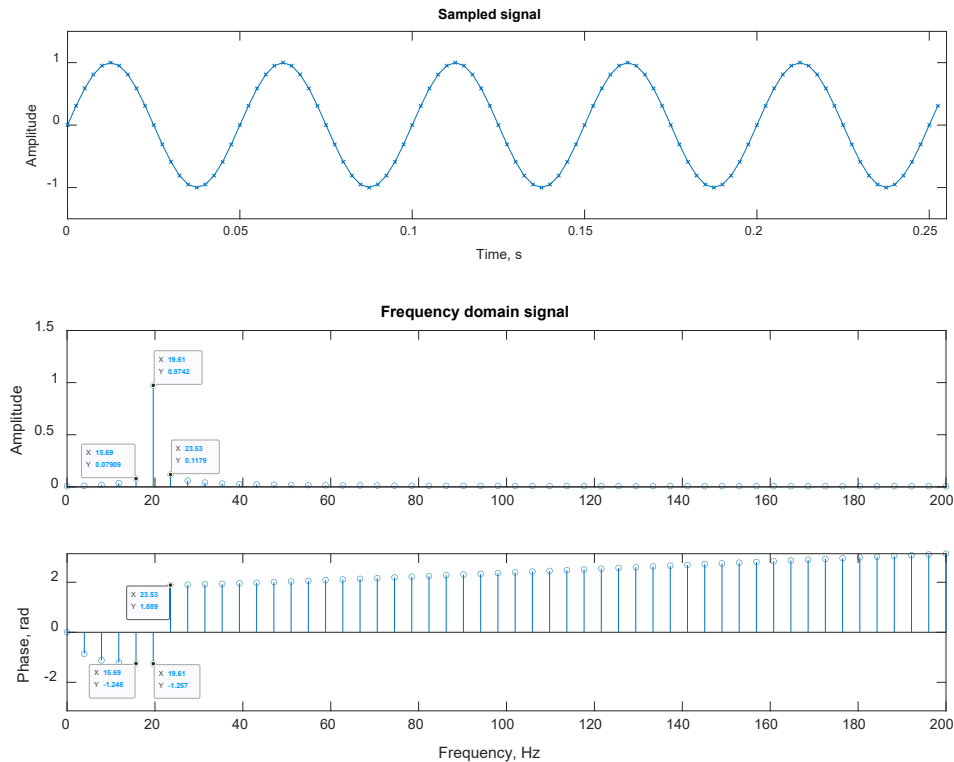 Sampled signal
1
0
-1
Amplitude
0
0.05
0.1
0.15
0.2
0.25
Time, s
Frequency domain signal
1.5
1
0.5
0
Amplitude
X 19.61
Y 0.9742
X 15.69
Y 0.07909
X 23.53
Y 0.1179
0
20
40
60
80
100
120
140
160
180
200
2
0
-2
Phase, rad
X 23.53
Y 1.889
X 15.69
Y -1.248
X 19.61
Y -1.257
0
20
40
60
80
100
120
140
160
180
200
Frequency, Hz